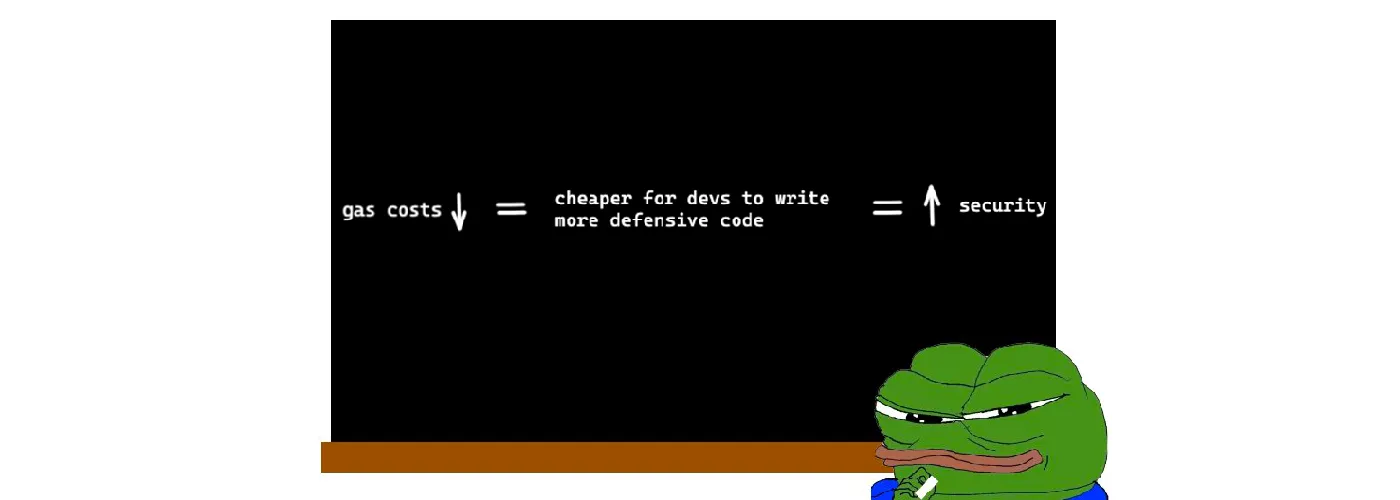 gas costs ↓ = cheaper for devs to write = ↑ security
more defensive code